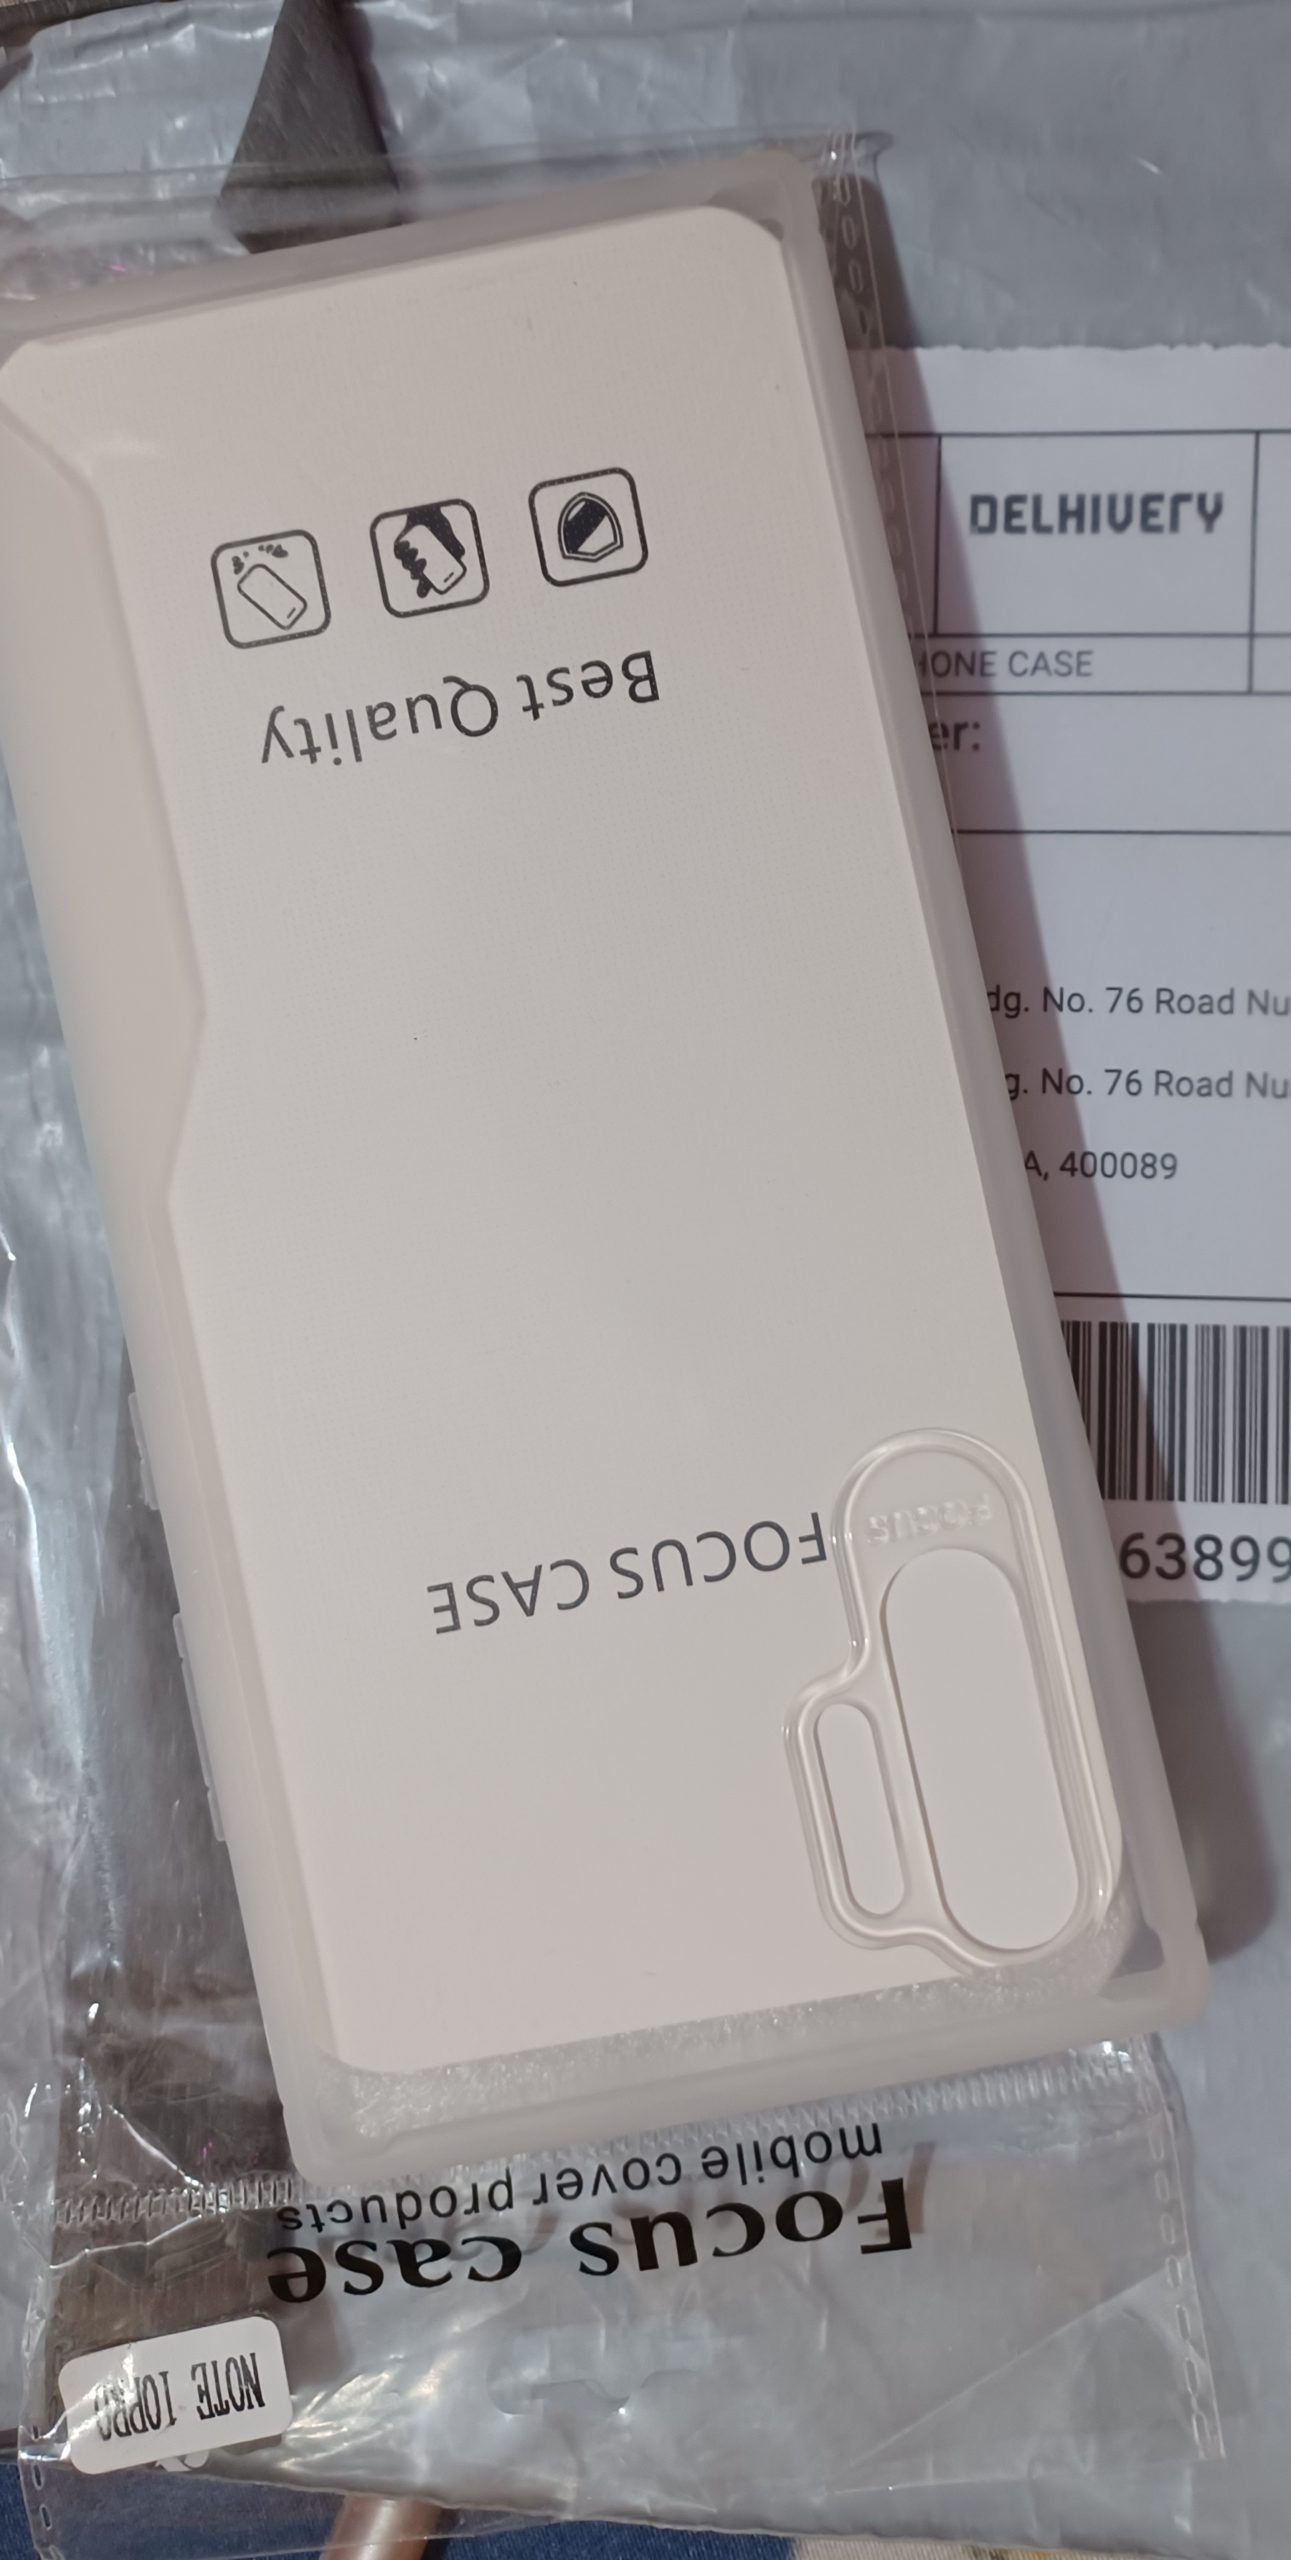 DELHIVERY
HONE CASE
er:
dg. No. 76 Road Nu
g. No. 76 Road Nu
A, 400089
63899
Best Quality
FOCUS CASE
Focus
Focus case
mobile cover products
NOTE 10PRO